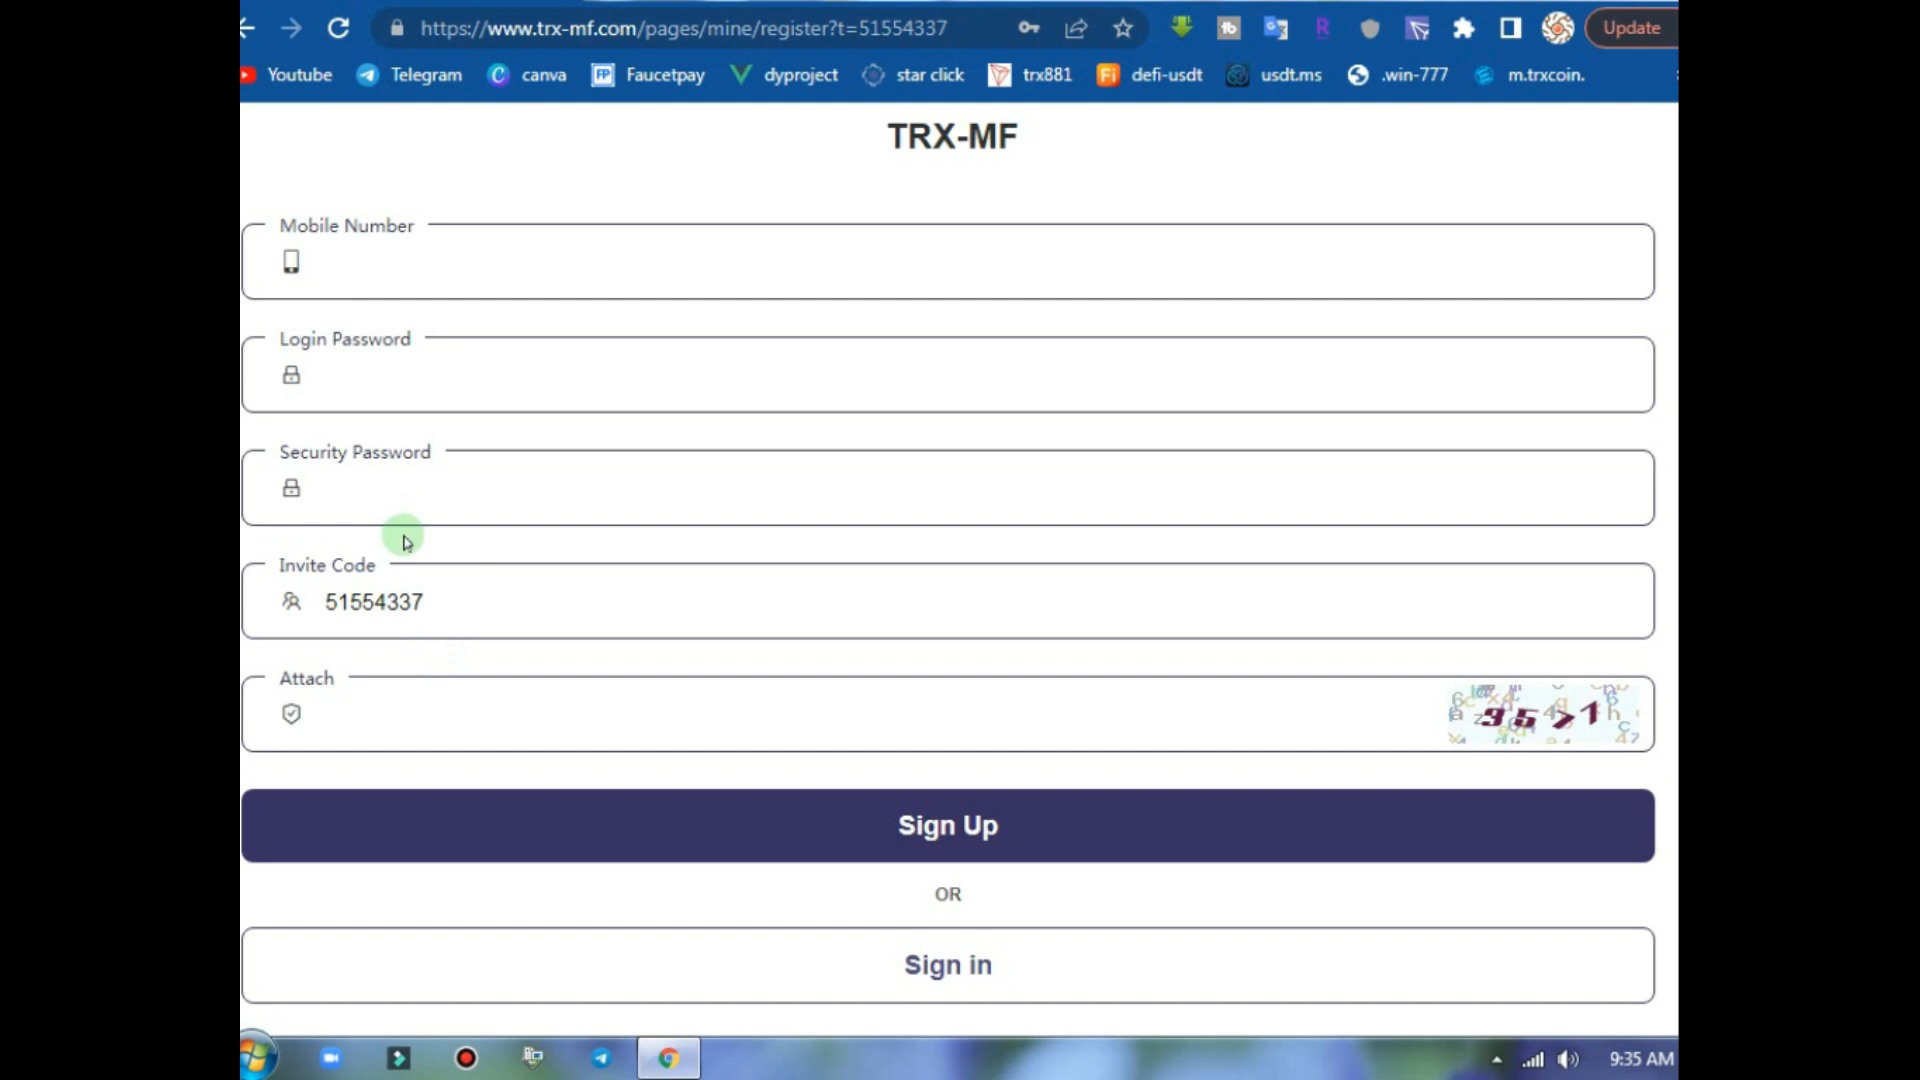 https://www.trx-mf.com/pages/mine/register?t=51554337 Update
Youtube Telegram canva Faucetpay dyproject star click trx881 defi-usdt usdt.ms .win-777 m.trxcoin.
TRX-MF
Mobile Number
Login Password
Security Password
Invite Code
51554337
Attach
Sign Up
OR
Sign in
9:35 AM